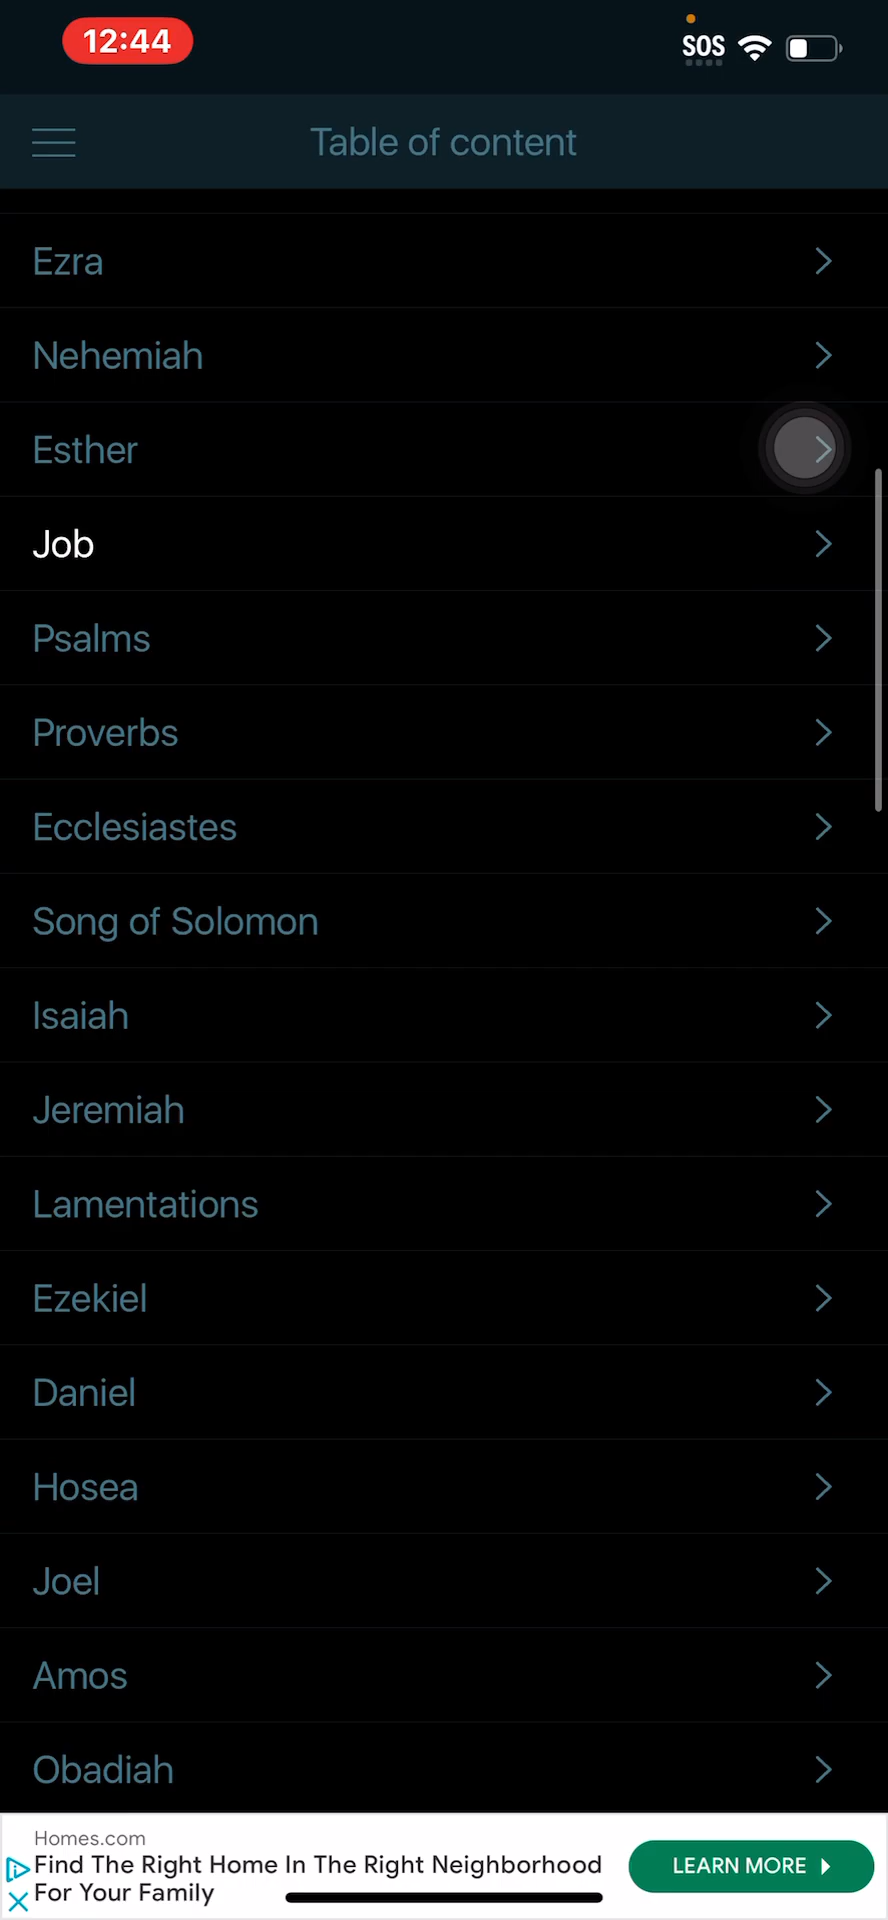 12:44
SOS
Table of content
Ezra
Nehemiah
Esther
Job
Psalms
Proverbs
Ecclesiastes
Song of Solomon
Isaiah
Jeremiah
Lamentations
Ezekiel
Daniel
Hosea
Joel
Amos
Obadiah
Homes.com
Find The Right Home In The Right Neighborhood
For Your Family
LEARN MORE